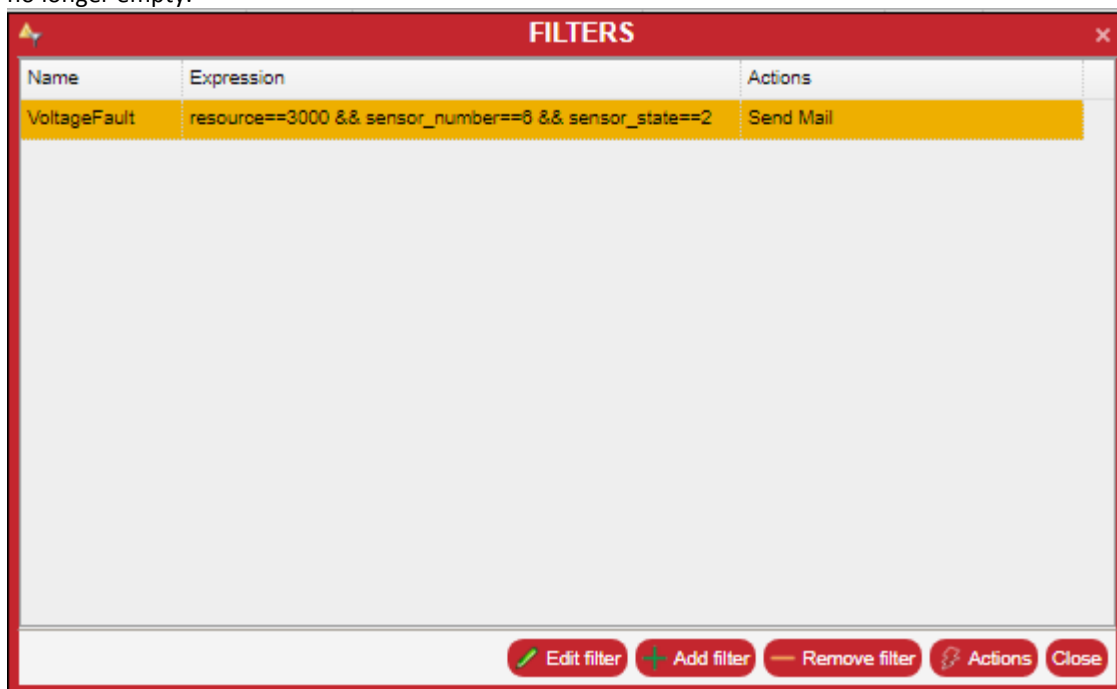 no longer empty.
FILTERS
Name Expression Actions
VoltageFault resource==3000 && sensor_number==6 && sensor_state==2 Send Mail
Edit filter Add filter Remove filter Actions Close